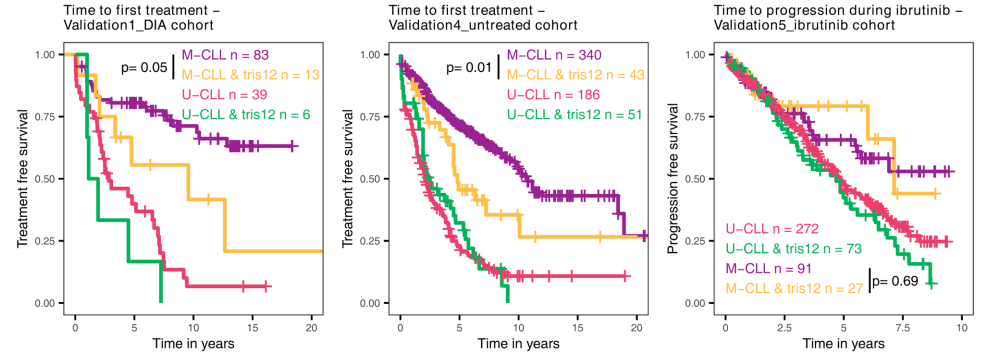 Time to first treatment –
Validation1_DIA cohort
Treatment free survival
1.00
0.75
0.50
0.25
0.00
p= 0.05
M−CLL n = 83
M−CLL & tris12 n = 13
U−CLL n = 39
U−CLL & tris12 n = 6
0
5
10
15
20
Time in years
Time to first treatment –
Validation4_untreated cohort
Treatment free survival
1.00
0.75
0.50
0.25
0.00
p= 0.01
M−CLL n = 340
M−CLL & tris12 n = 43
U−CLL n = 186
U−CLL & tris12 n = 51
0
5
10
15
20
Time in years
Time to progression during ibrutinib –
Validation5_ibrutinib cohort
Progression free survival
1.00
0.75
0.50
0.25
0.00
U−CLL n = 272
U−CLL & tris12 n = 73
M−CLL n = 91
M−CLL & tris12 n = 27
p= 0.69
0
2.5
5
7.5
10
Time in years